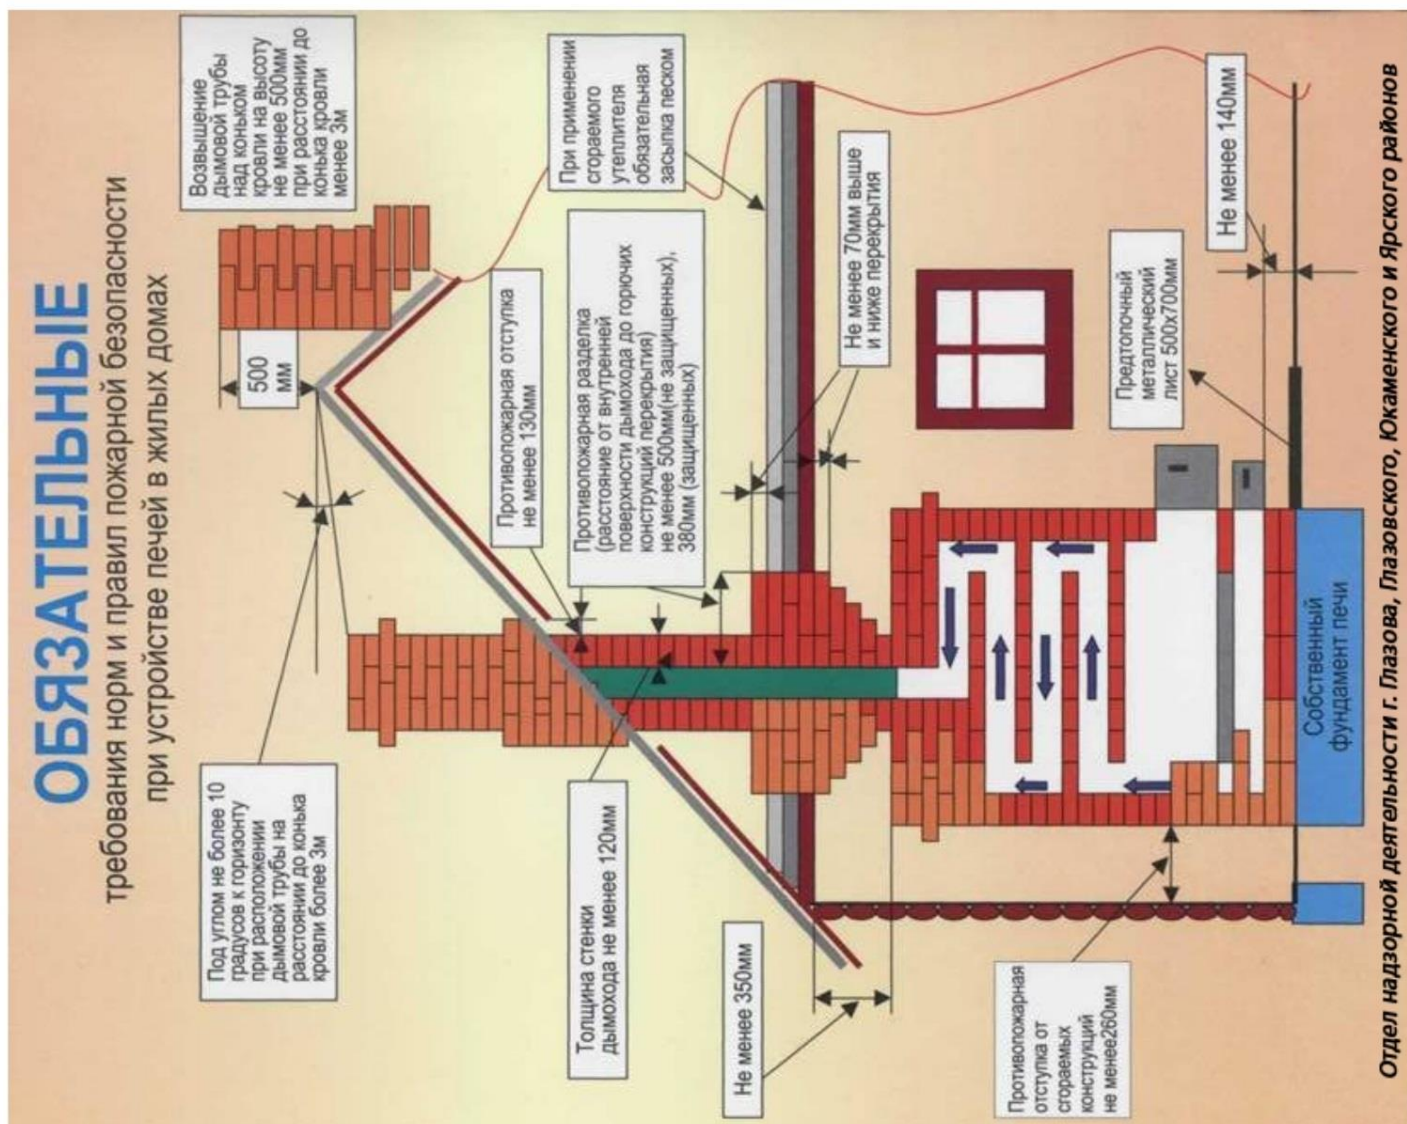 ОБЯЗАТЕЛЬНЫЕ
требования норм и правил пожарной безопасности
при устройстве печей в жилых домах
Под углом не более 10
градусов к горизонту
при расположении
дымовой трубы на
расстоянии до конька
кровли более 3м
500
мм
Возвышение
дымовой трубы
над коньком
кровли на высоту
не менее 500мм
при расстоянии до
конька кровли
менее 3м
Толщина стенки
дымохода не менее 120мм
Противопожарная отступка
не менее 130мм
При применении
сгораемого
утеплителя
обязательная
засыпка песком
Противопожарная разделка
(расстояние от внутренней
поверхности дымохода до горючих
конструкций перекрытия)
не менее 500мм(не защищенных),
380мм (защищенных)
Не менее 350мм
Не менее 70мм выше
и ниже перекрытия
Противопожарная
отступка от
сгораемых
конструкций
не менее260мм
Предтопочный
металлический
лист 500х700мм
Не менее 140мм
Собственный
фундамент печи
Отдел надзорной деятельности г. Глазова, Глазовского, Юкаменского и Ярского районов